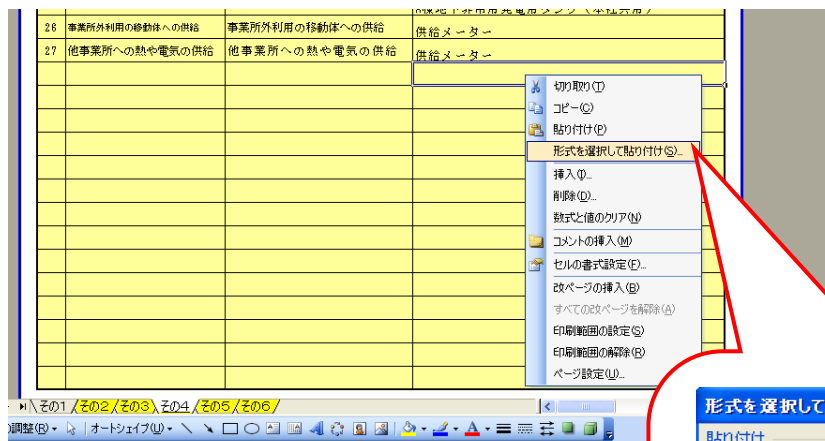 26 事業所外利用の移動体への供給 事業所外利用の移動体への供給 供給メーター
27 他事業所への熱や電気の供給 他事業所への熱や電気の供給 供給メーター
切り取り(T)
コピー(C)
貼り付け(P)
形式を選択して貼り付け(S)...
挿入(I)...
削除(D)...
数式と値のクリア(N)
コメントの挿入(M)
セルの書式設定(F)...
改ページの挿入(B)
すべての改ページを解除(A)
印刷範囲の設定(S)
印刷範囲の解除(R)
ページ設定(U)...
その1 その2 その3 その4 その5 その6
調整(R) オートシェイプ(U)
形式を選択して
貼り付け